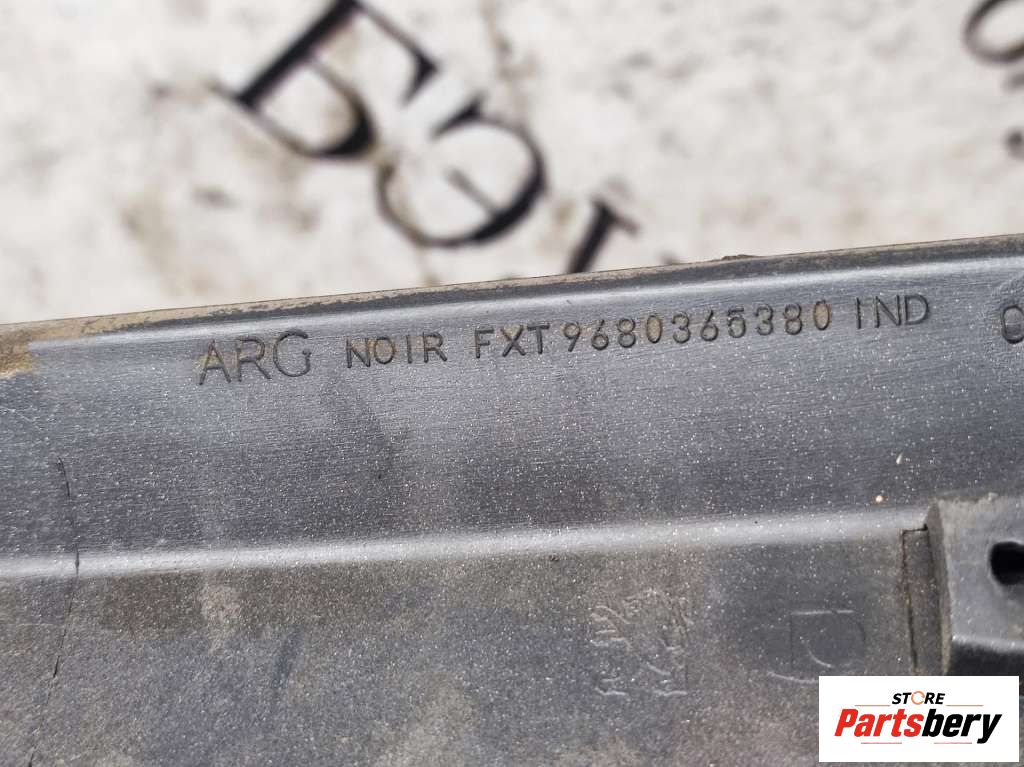 ARG NOIR FXT9680365380 IND
STORE
Partsbery